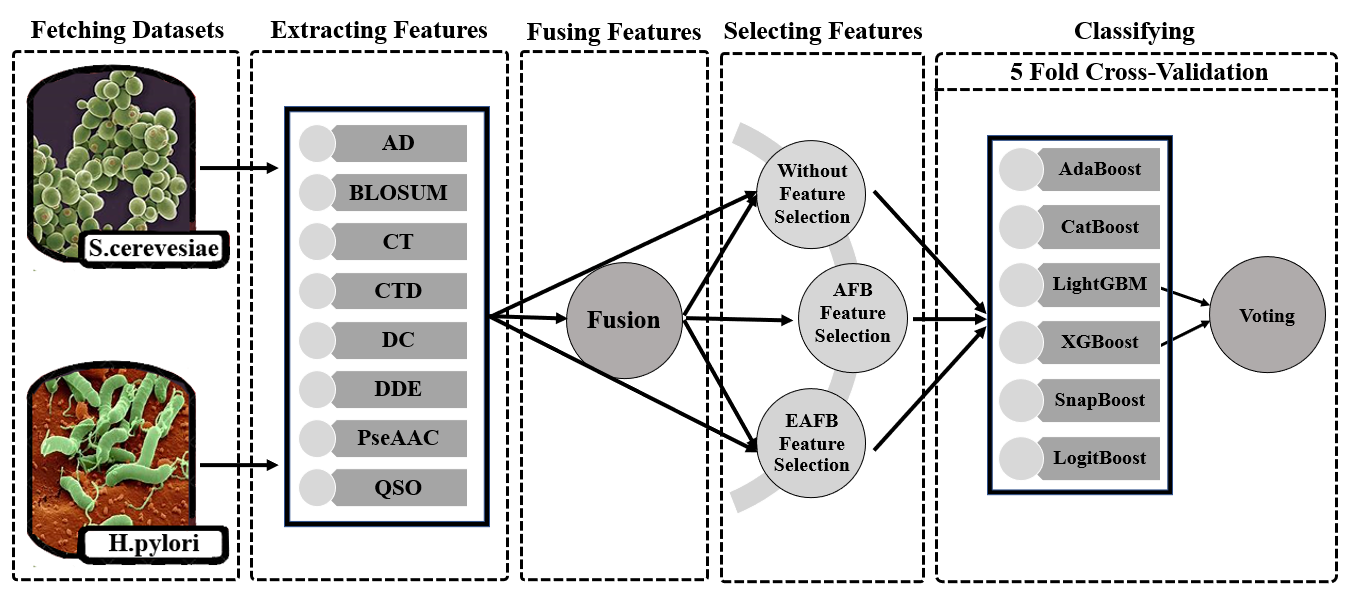 Fetching Datasets
S.cerevesiae
H.pylori
Extracting Features
AD
BLOSUM
CT
CTD
DC
DDE
PseAAC
QSO
Fusing Features
Fusion
Selecting Features
Without
Feature
Selection
AFB
Feature
Selection
EAFB
Feature
Selection
Classifying
5 Fold Cross-Validation
AdaBoost
CatBoost
LightGBM
XGBoost
SnapBoost
LogitBoost
Voting